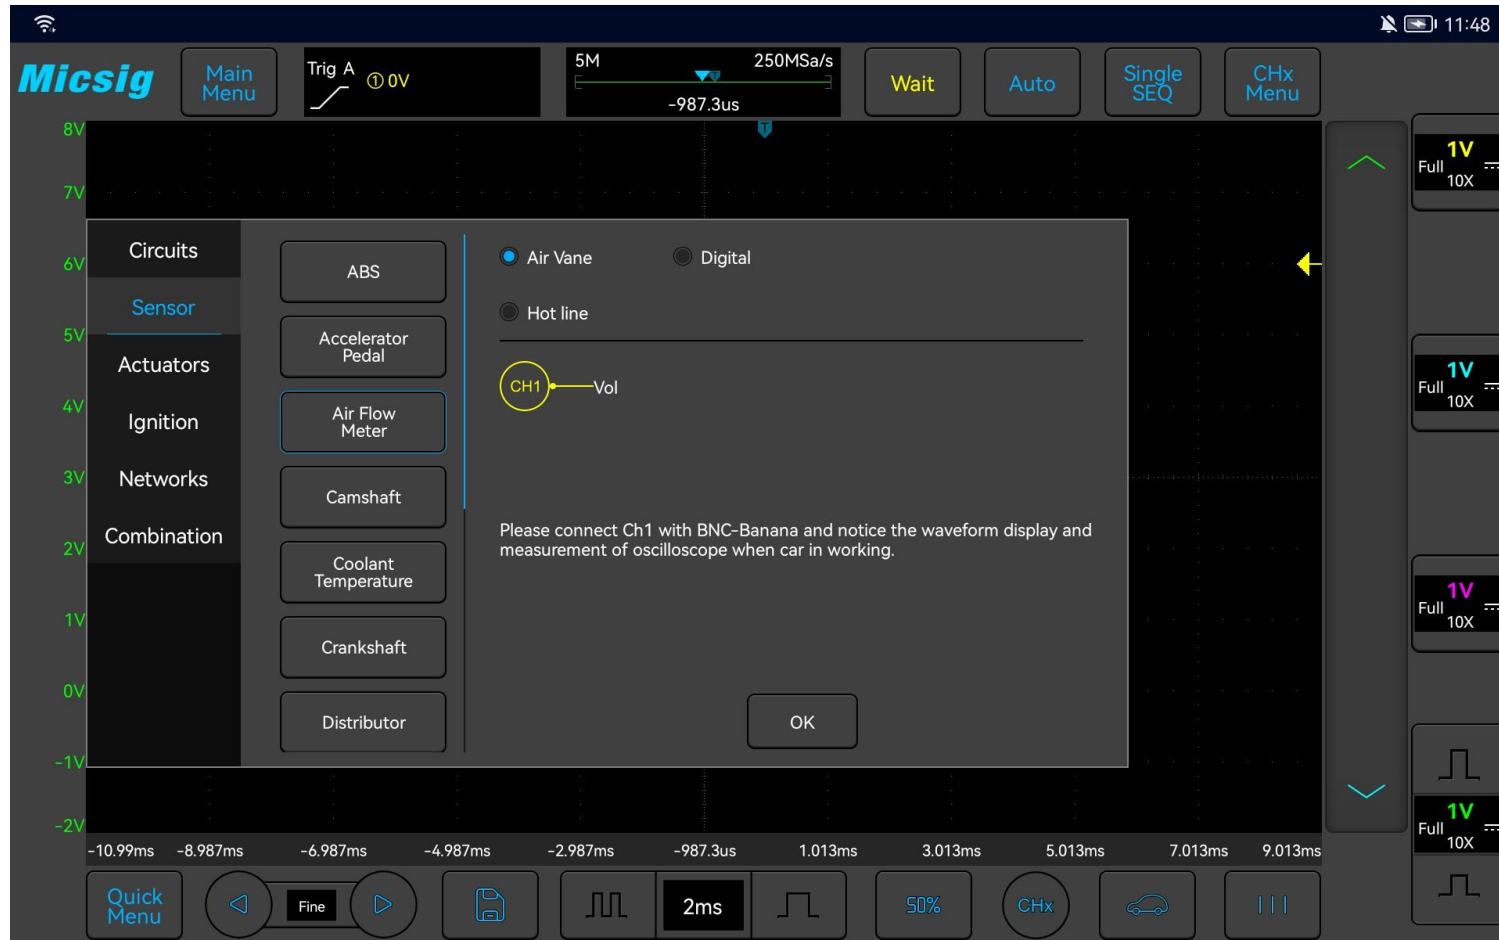 11:48
Micsig
Main
Menu
Trig A
① 0V
5M
250MSa/s
-987.3us
Wait
Auto
Single
SEQ
CHx
Menu
8V
T
7V
6V
5V
4V
3V
2V
1V
0V
-1V
-2V
Circuits
Sensor
Actuators
Ignition
Networks
Combination
ABS
Accelerator
Pedal
Air Flow
Meter
Camshaft
Coolant
Temperature
Crankshaft
Distributor
Air Vane
Digital
Hot line
CH1
Vol
Please connect Ch1 with BNC-Banana and notice the waveform display and
measurement of oscilloscope when car in working.
OK
1V
Full
10X
1V
Full
10X
1V
Full
10X
1V
Full
10X
-10.99ms -8.987ms -6.987ms -4.987ms -2.987ms -987.3us 1.013ms 3.013ms 5.013ms 7.013ms 9.013ms
Quick
Menu
Fine
2ms
50%
CHx